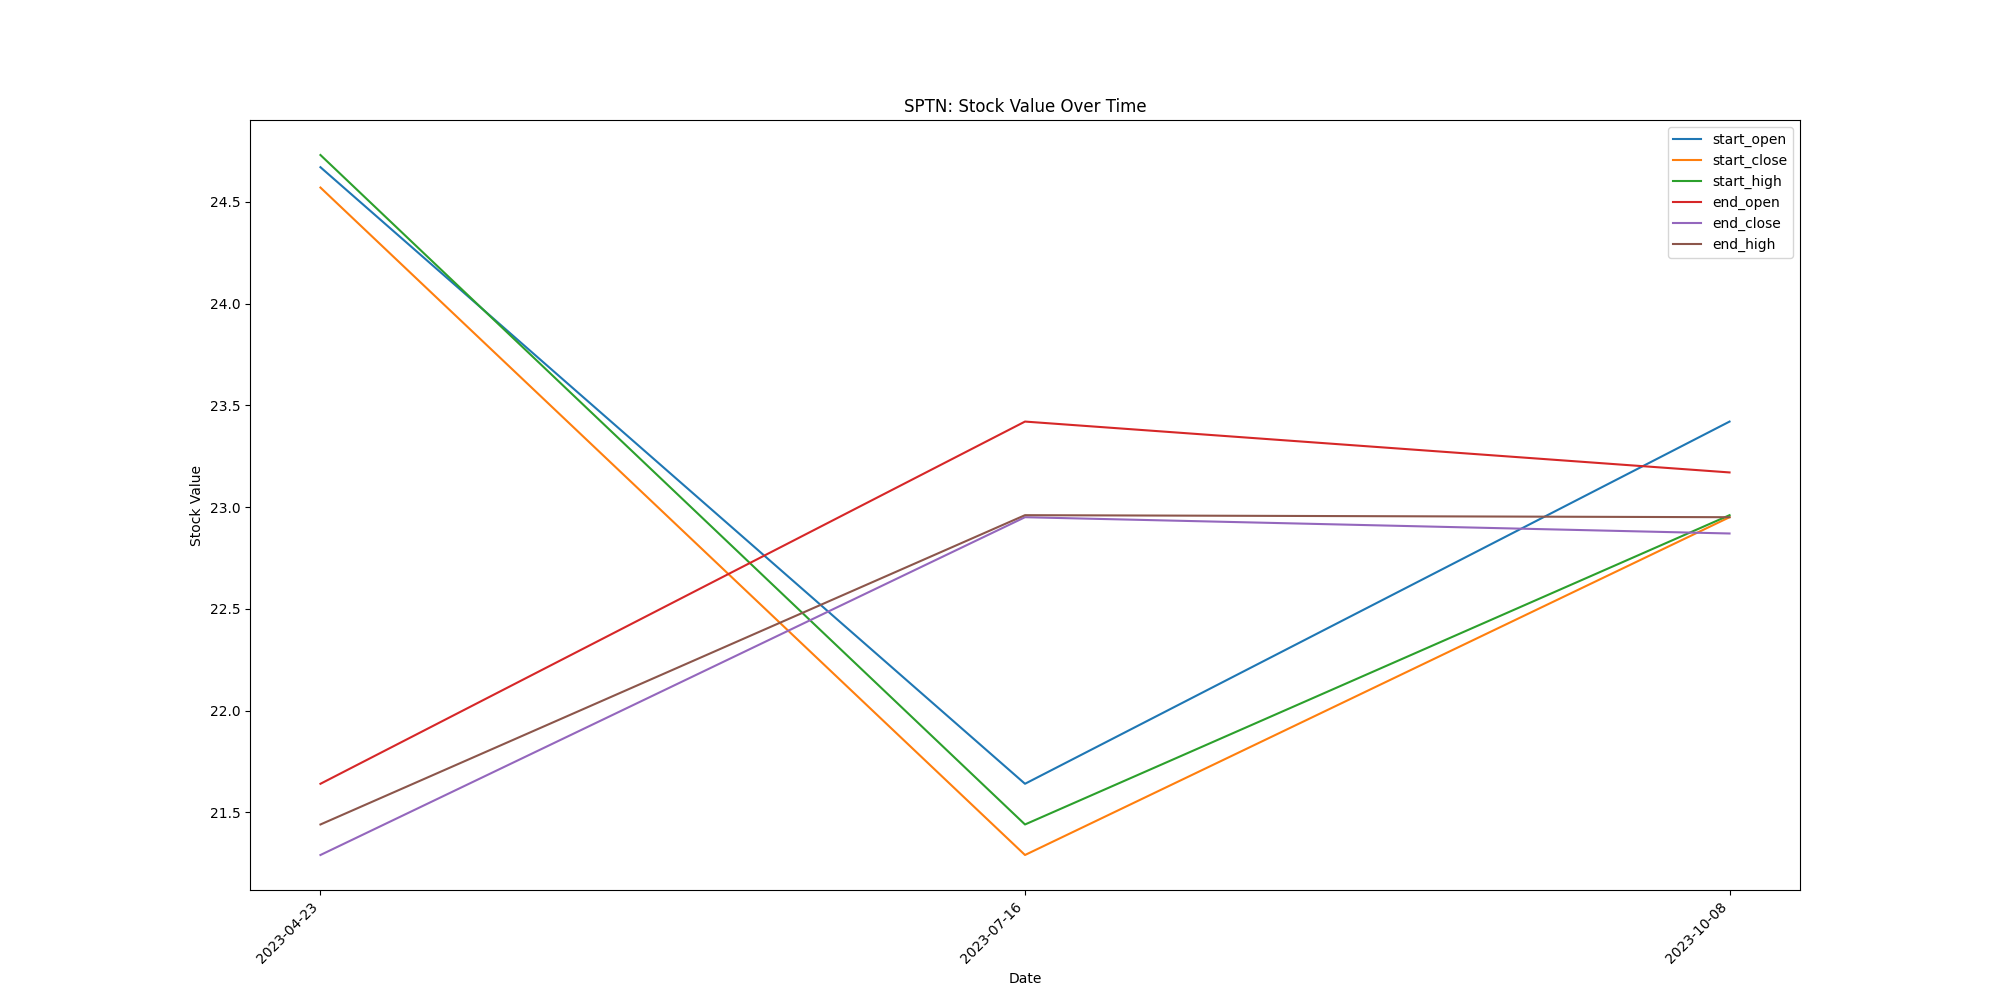 SPTN: Stock Value Over Time
start_open
start_close
start_high
end_open
end_close
end_high
24.5
24.0
23.5
23.0
22.5
22.0
21.5
Stock Value
2023-04-23
2023-07-16
2023-10-08
Date